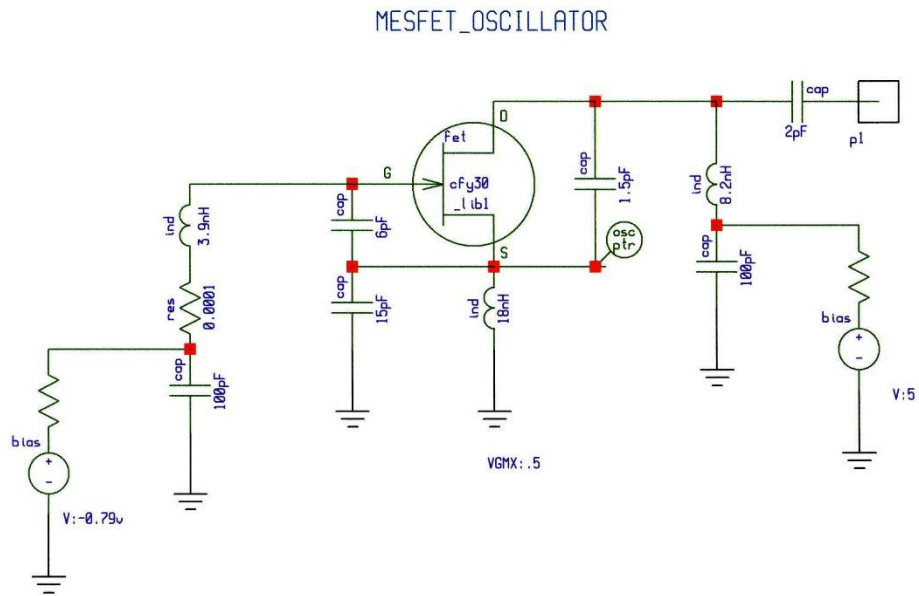 MESFET_OSCILLATOR
cap
2pF
p1
D
fet
G
cfy30
_lib1
S
cap
1.5pF
ind
8.2nH
osc
ptr
cap
6pF
ind
3.9nH
cap
15pF
ind
18nH
cap
100pF
res
0.0001
cap
100pF
bias
+
-
V:5
bias
+
-
V:-0.79v
VGMX:.5